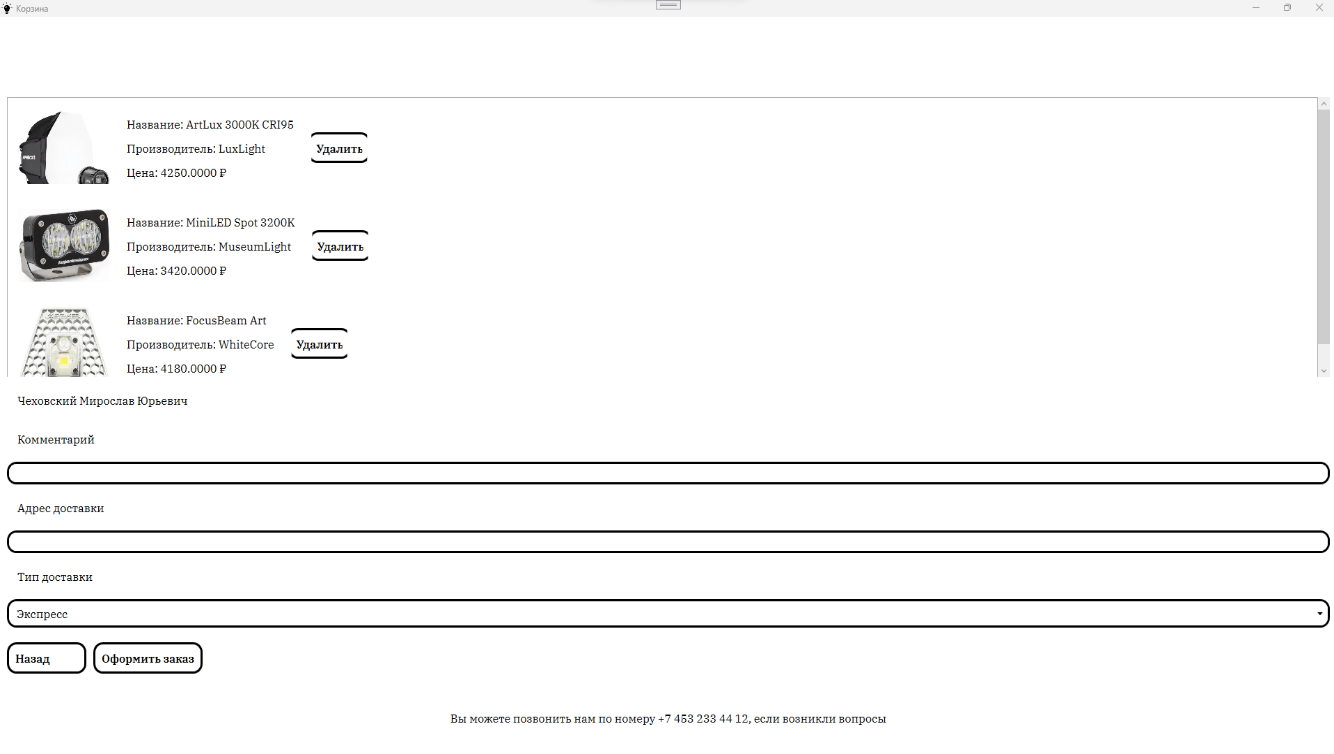 Корзина
Название: ArtLux 3000K CRI95
Производитель: LuxLight
Удалить
Цена: 4250.0000 ₽
Название: MiniLED Spot 3200K
Производитель: MuseumLight
Удалить
Цена: 3420.0000 ₽
Название: FocusBeam Art
Производитель: WhiteCore
Удалить
Цена: 4180.0000 ₽
Чеховский Мирослав Юрьевич
Комментарий
Адрес доставки
Тип доставки
Экспресс
Назад
Оформить заказ
Вы можете позвонить нам по номеру +7 453 233 44 12, если возникли вопросы